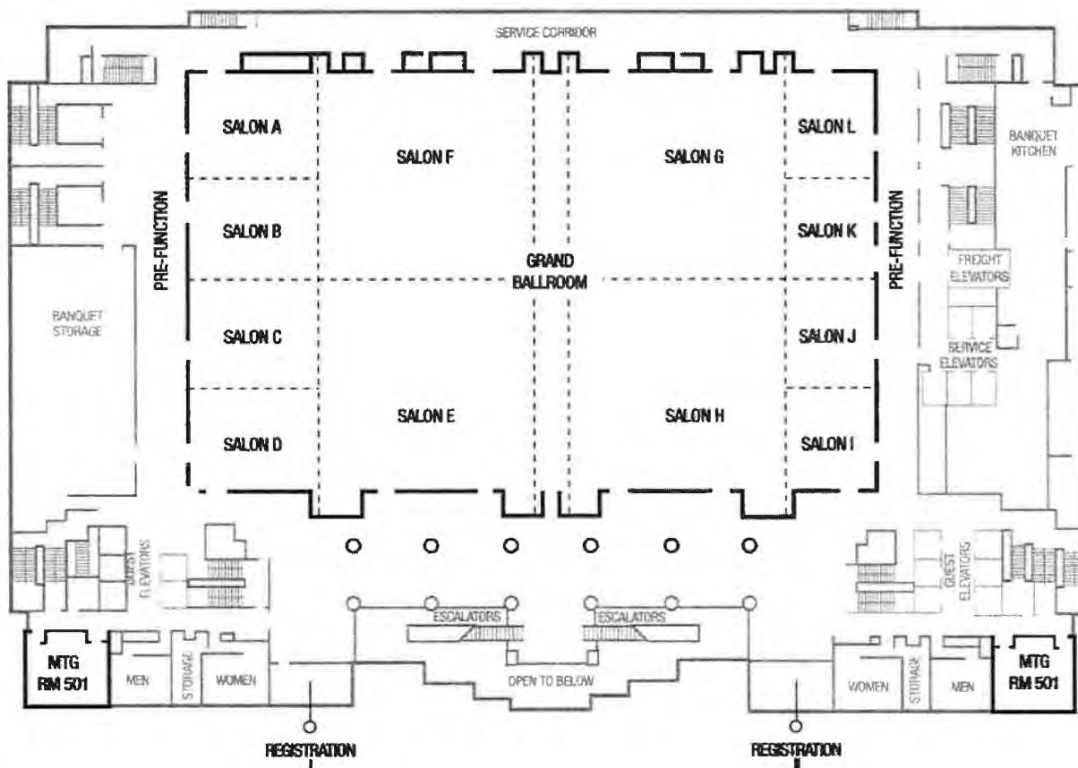 SERVICE CORRIDOR
SALON A
SALON L
SALON F
SALON G
BANQUET
KITCHEN
PRE-FUNCTION
SALON B
SALON K
PRE-FUNCTION
GRAND
BALLROOM
FREIGHT
ELEVATORS
BANQUET
STORAGE
SALON C
SALON J
SERVICE
ELEVATORS
SALON E
SALON H
SALON D
SALON I
GUEST
ELEVATORS
GUEST
ELEVATORS
ESCALATORS
ESCALATORS
MTG
RM 501
MEN
STORAGE
WOMEN
OPEN TO BELOW
WOMEN
STORAGE
MEN
MTG
RM 501
REGISTRATION
REGISTRATION